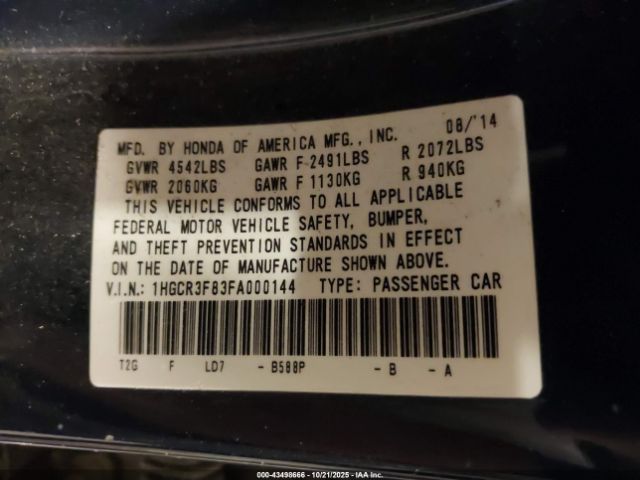 08/'14
MFD. BY HONDA OF AMERICA MFG., INC.
GVWR 4542LBS GAWR F 2491LBS R 2072LBS
GVWR 2060KG GAWR F 1130KG R 940KG
THIS VEHICLE CONFORMS TO ALL APPLICABLE
FEDERAL MOTOR VEHICLE SAFETY, BUMPER,
AND THEFT PREVENTION STANDARDS IN EFFECT
ON THE DATE OF MANUFACTURE SHOWN ABOVE.
V.I.N.: 1HGCR3F83FA000144 TYPE: PASSENGER CAR
T2G F LD7 - B588P - B - A
000-43498666 - 10/21/2025 - IAA Inc.